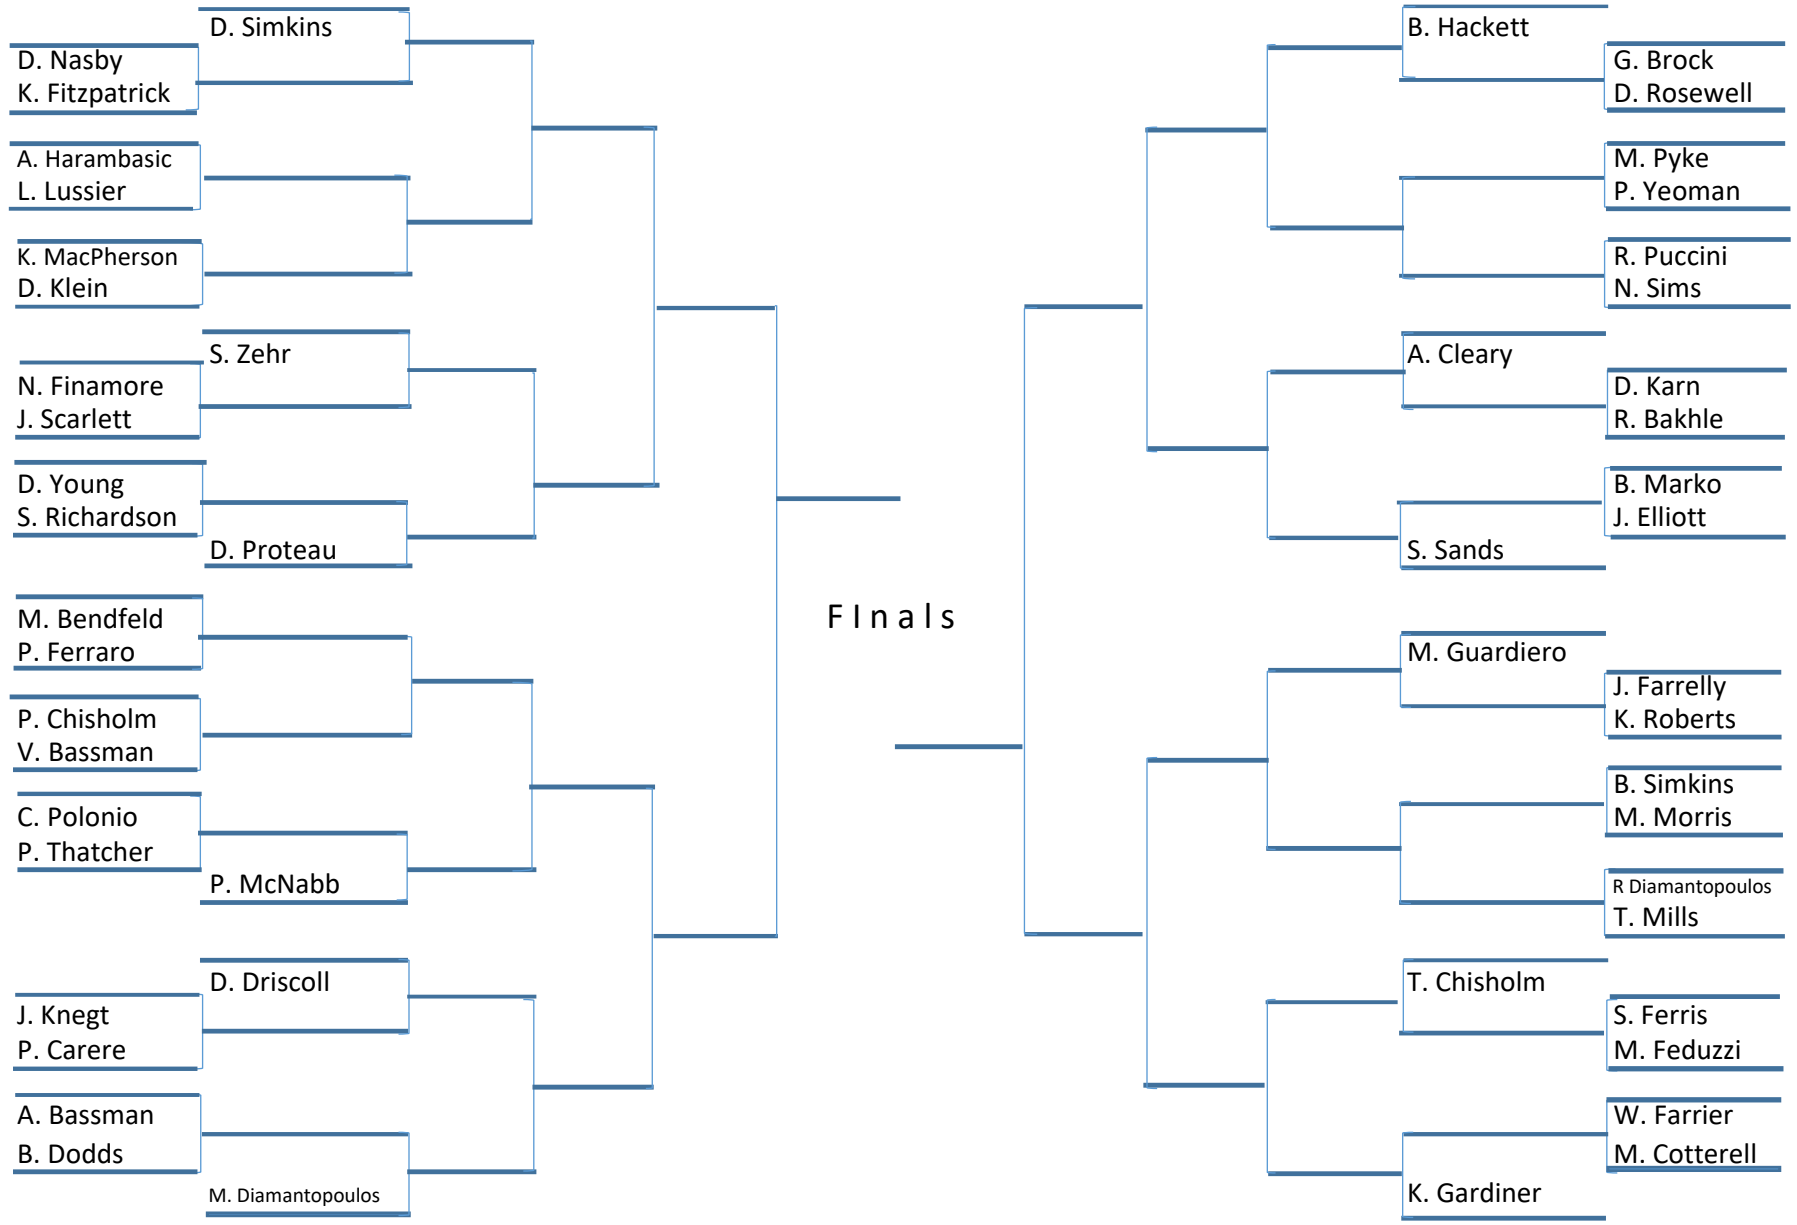 D. Simkins
D. Nasby
K. Fitzpatrick
A. Harambasic
L. Lussier
K. MacPherson
D. Klein
S. Zehr
N. Finamore
J. Scarlett
D. Young
S. Richardson
D. Proteau
M. Bendfeld
P. Ferraro
P. Chisholm
V. Bassman
C. Polonio
P. Thatcher
P. McNabb
D. Driscoll
J. Knegt
P. Carere
A. Bassman
B. Dodds
M. Diamantopoulos
FInals
B. Hackett
G. Brock
D. Rosewell
M. Pyke
P. Yeoman
R. Puccini
N. Sims
A. Cleary
D. Karn
R. Bakhle
B. Marko
J. Elliott
S. Sands
M. Guardiero
J. Farrelly
K. Roberts
B. Simkins
M. Morris
R Diamantopoulos
T. Mills
T. Chisholm
S. Ferris
M. Feduzzi
W. Farrier
M. Cotterell
K. Gardiner